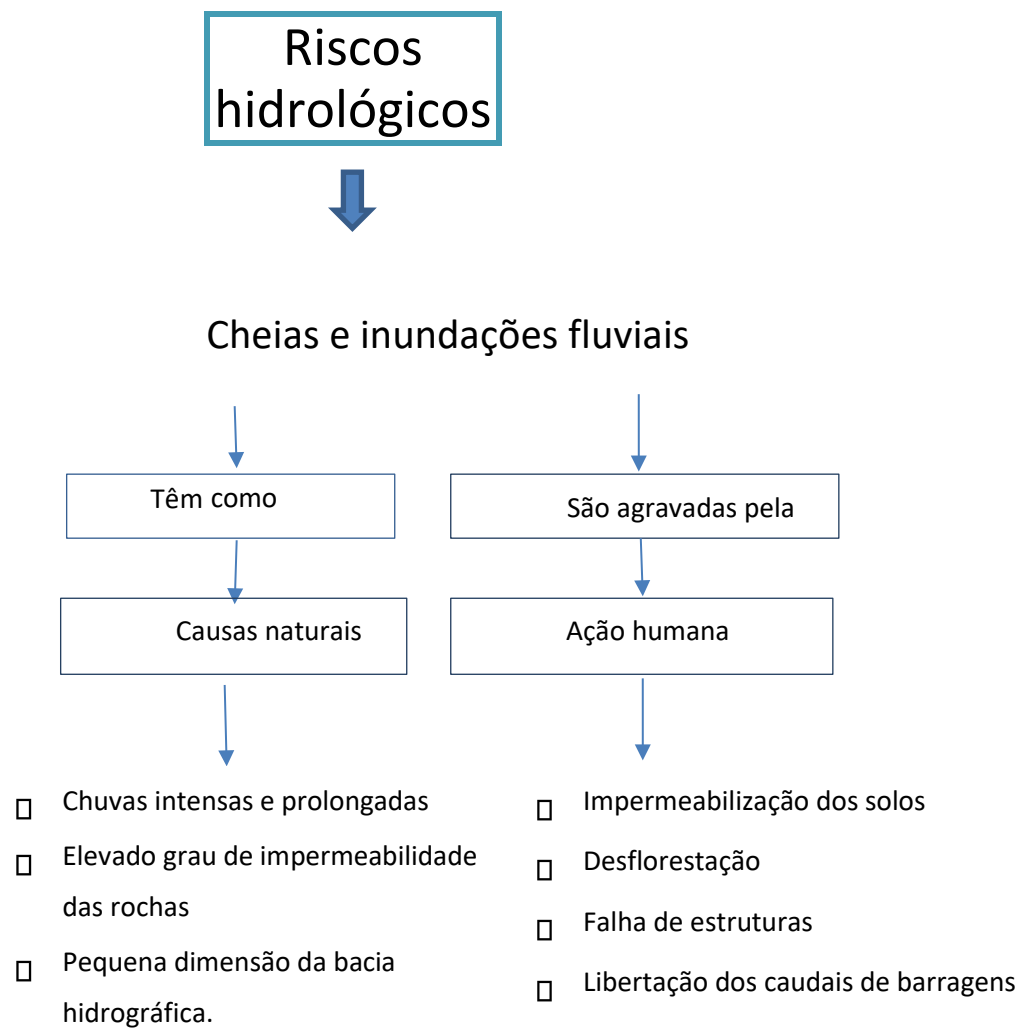 Riscos
hidrológicos
Cheias e inundações fluviais
Têm como
São agravadas pela
Causas naturais
Ação humana
Chuvas intensas e prolongadas
Elevado grau de impermeabilidade
das rochas
Pequena dimensão da bacia
hidrográfica.
Impermeabilização dos solos
Desflorestação
Falha de estruturas
Libertação dos caudais de barragens